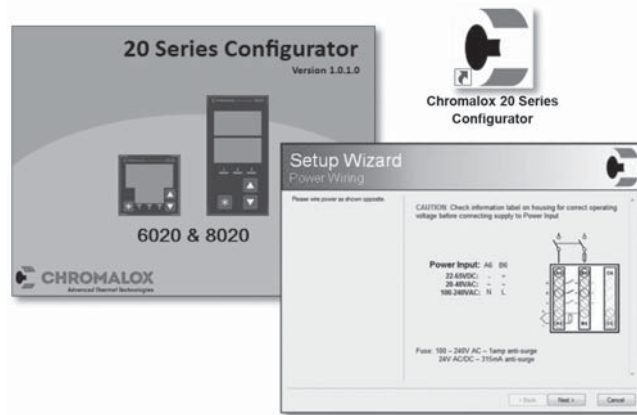 20 Series Configurator
Version 1.0.1.0
6020 & 8020
CHROMALOX
Advanced Thermal Technologies
Chromalox 20 Series
Configurator
Setup Wizard
Power Wiring
Please wire power as shown opposite.
CAUTION: Check information label on housing for correct operating
voltage before connecting supply to Power Input
Power Input: A6 B6
22-65VDC: - +
20-48VAC: ~ ~
100-240VAC: N L
Fuse: 100 – 240V AC – 1amp anti-surge
24V AC/DC – 315mA anti-surge
< Back
Next >
Cancel